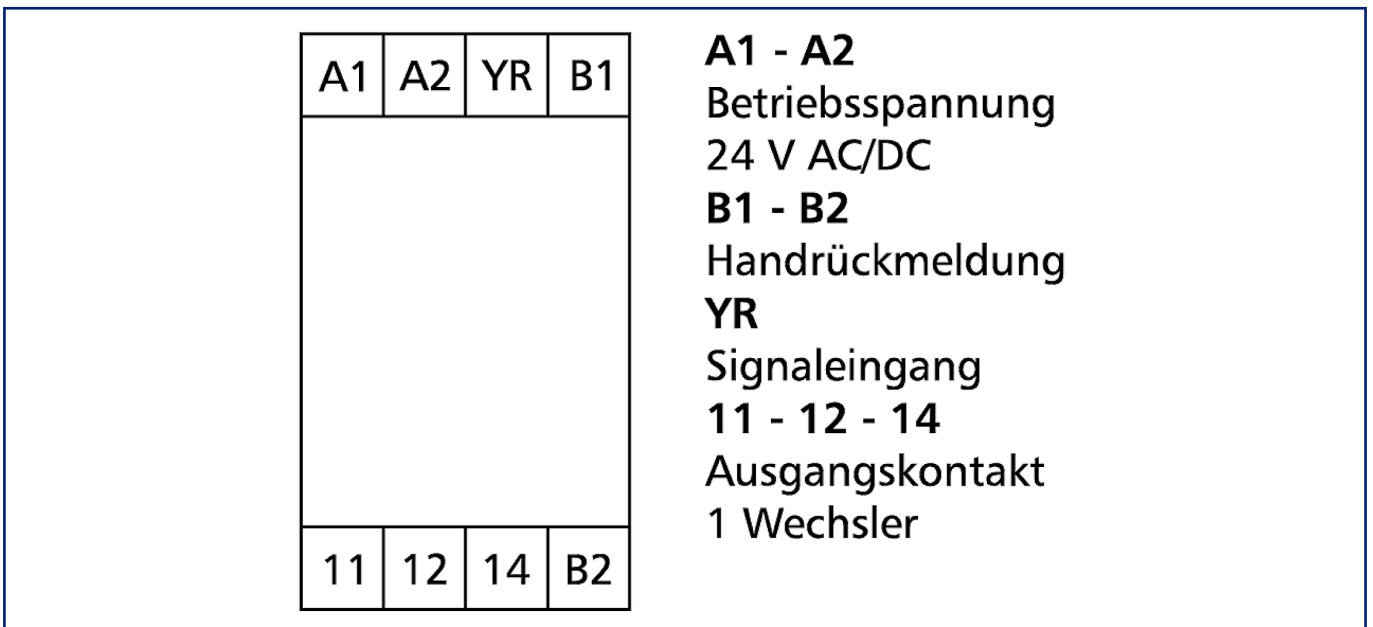 A1 A2 YR B1
A1 - A2
Betriebsspannung
24 V AC/DC
B1 - B2
Handrückmeldung
YR
Signaleingang
11 - 12 - 14
Ausgangskontakt
1 Wechsler
11 12 14 B2